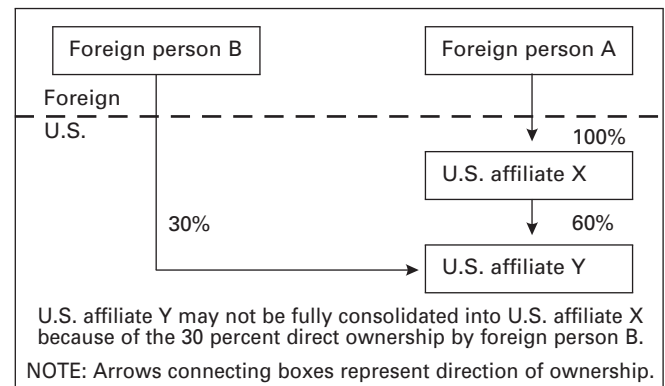 Foreign person B
Foreign person A
Foreign
U.S.
100%
U.S. affiliate X
30%
60%
U.S. affiliate Y
U.S. affiliate Y may not be fully consolidated into U.S. affiliate X
because of the 30 percent direct ownership by foreign person B.
NOTE: Arrows connecting boxes represent direction of ownership.